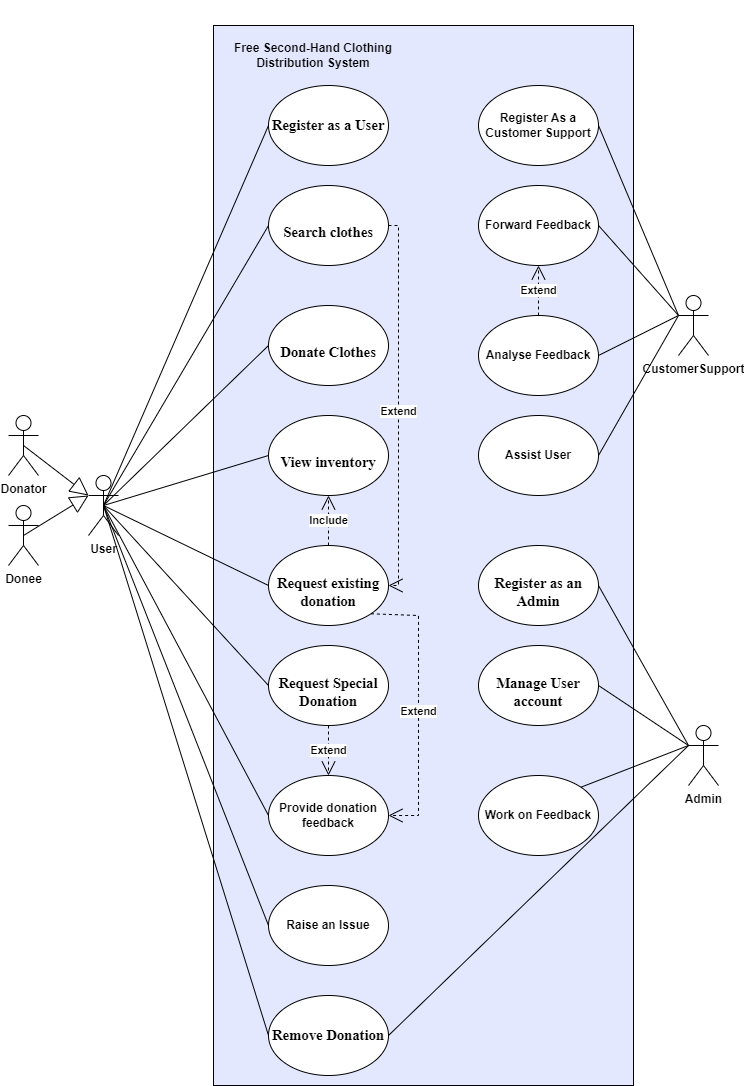 Free Second-Hand Clothing
Distribution System
Register as a User
Register As a
Customer Support
Search clothes
Forward Feedback
Extend
Donate Clothes
Analyse Feedback
CustomerSupport
Extend
View inventory
Assist User
Donator
Include
User
Donee
Request existing
donation
Register as an
Admin
Request Special
Donation
Manage User
account
Extend
Extend
Admin
Provide donation
feedback
Work on Feedback
Raise an Issue
Remove Donation